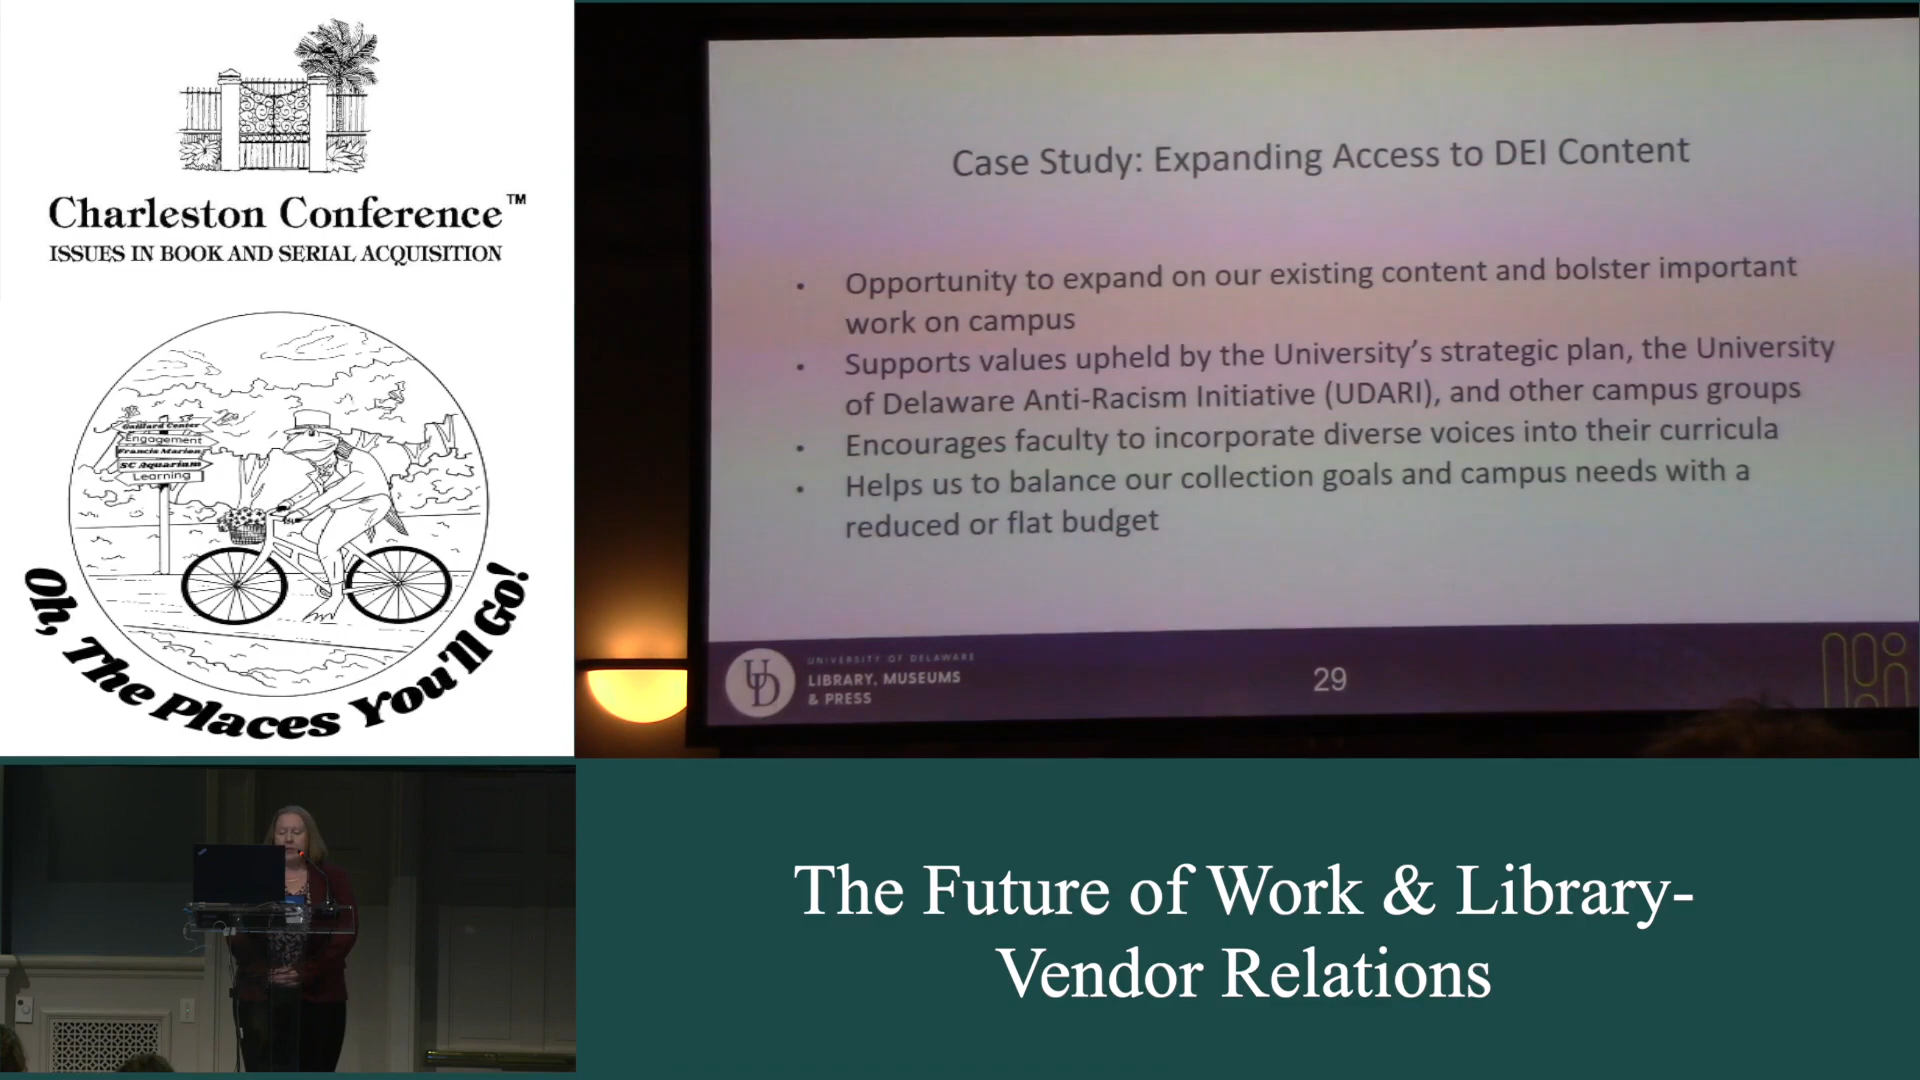 Charleston Conference™
ISSUES IN BOOK AND SERIAL ACQUISITION
Gaillard Center
Engagement
Francis Marion
SC Aquarium
Learning
Oh, The Places You'll Go!
Case Study: Expanding Access to DEI Content
• Opportunity to expand on our existing content and bolster important
work on campus
• Supports values upheld by the University's strategic plan, the University
of Delaware Anti-Racism Initiative (UDARI), and other campus groups
• Encourages faculty to incorporate diverse voices into their curricula
• Helps us to balance our collection goals and campus needs with a
reduced or flat budget
UD
UNIVERSITY OF DELAWARE
LIBRARY, MUSEUMS
& PRESS
29
The Future of Work & Library-
Vendor Relations